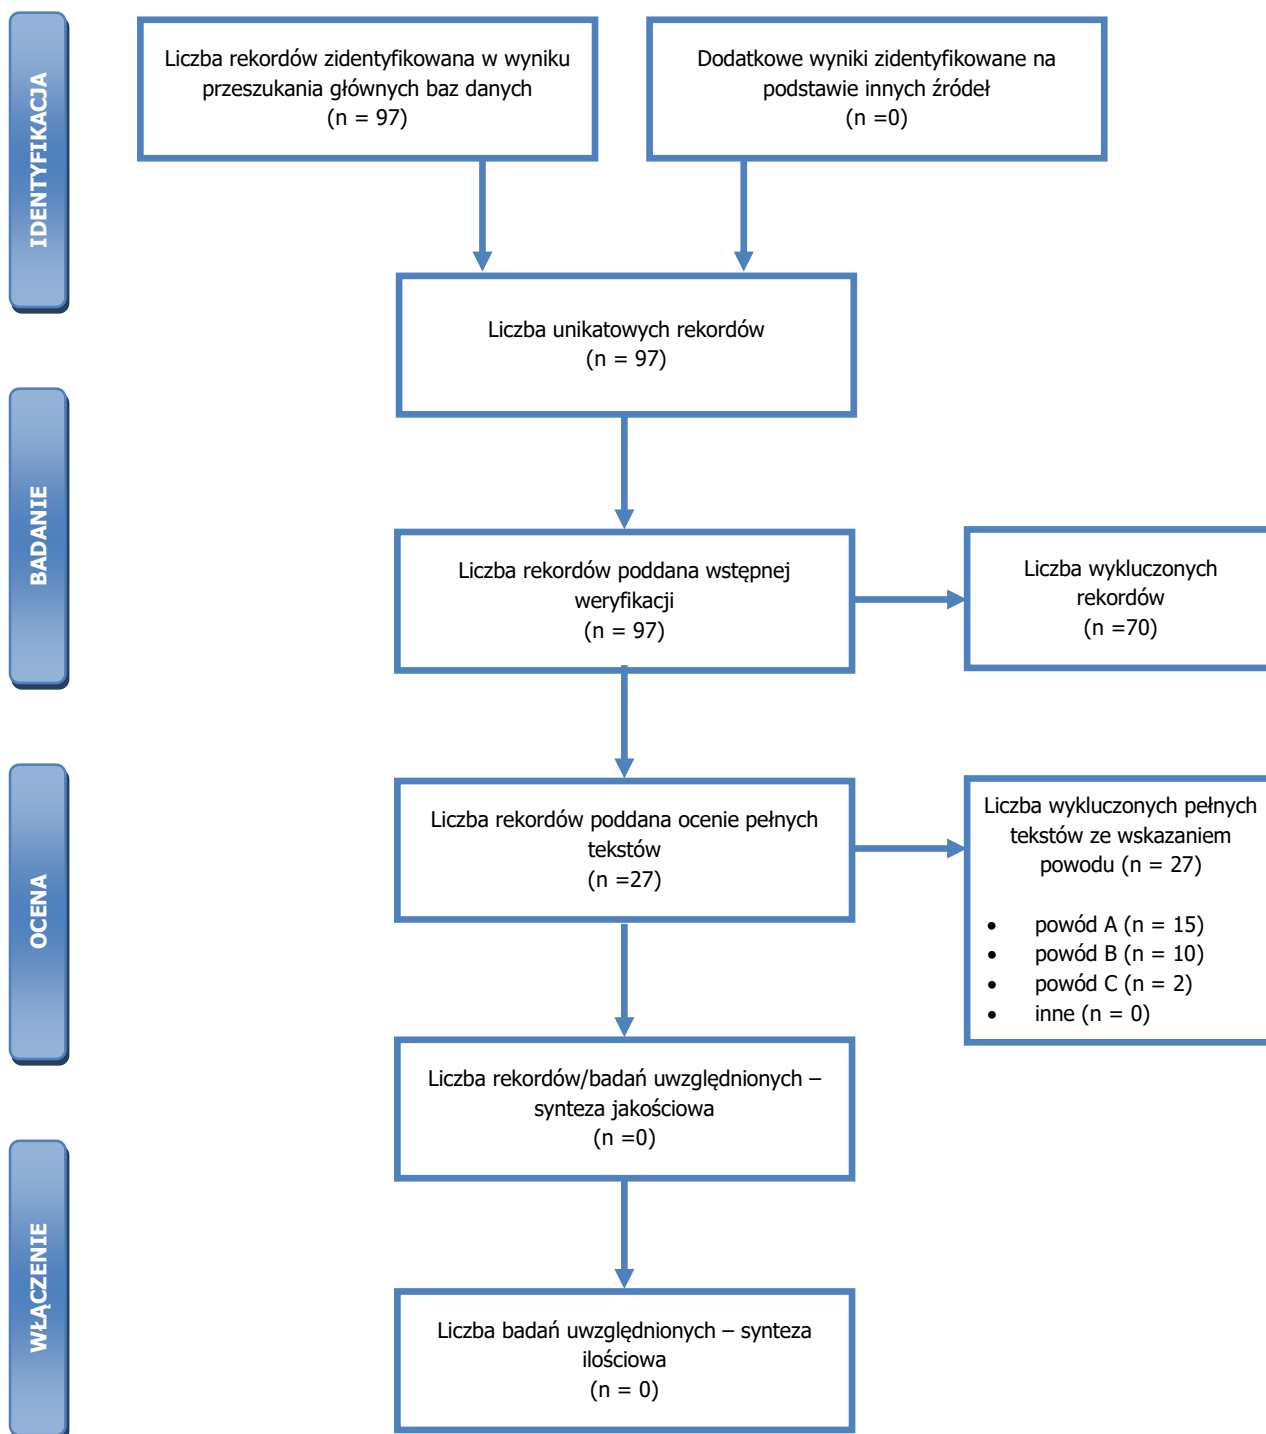 IDENTYFIKACJA
Liczba rekordów zidentyfikowana w wyniku
przeszukania głównych baz danych
(n = 97)
Dodatkowe wyniki zidentyfikowane na
podstawie innych źródeł
(n =0)
Liczba unikatowych rekordów
(n = 97)
BADANIE
Liczba rekordów poddana wstępnej
weryfikacji
(n = 97)
Liczba wykluczonych
rekordów
(n =70)
OCENA
Liczba rekordów poddana ocenie pełnych
tekstów
(n =27)
Liczba wykluczonych pełnych
tekstów ze wskazaniem
powodu (n = 27)
• powód A (n = 15)
• powód B (n = 10)
• powód C (n = 2)
• inne (n = 0)
Liczba rekordów/badań uwzględnionych –
synteza jakościowa
(n =0)
WŁĄCZENIE
Liczba badań uwzględnionych – synteza
ilościowa
(n = 0)